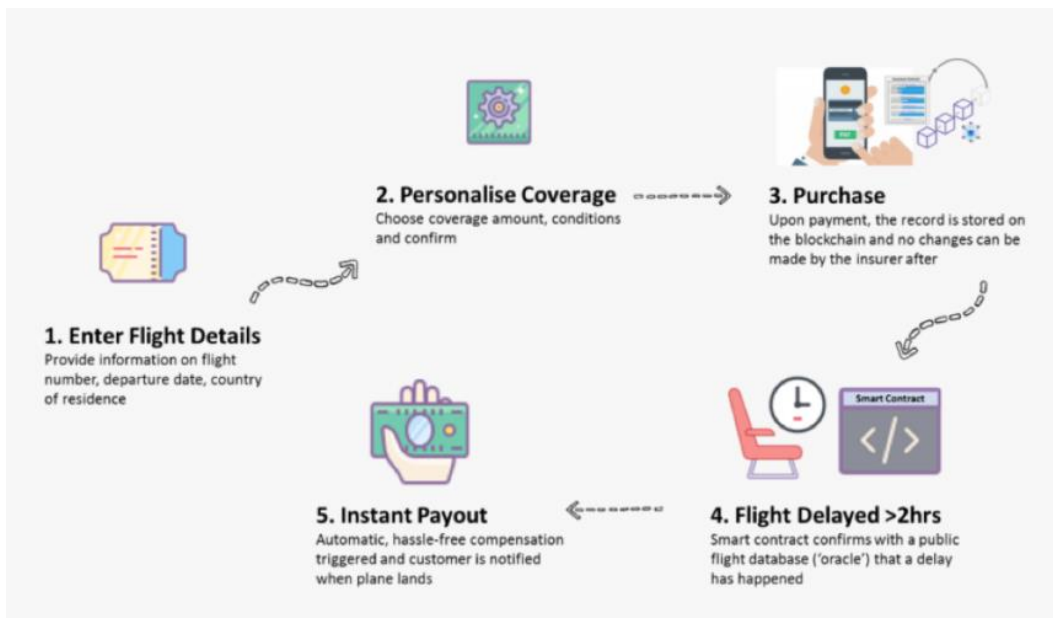 1. Enter Flight Details
Provide information on flight
number, departure date, country
of residence
2. Personalise Coverage
Choose coverage amount, conditions
and confirm
3. Purchase
Upon payment, the record is stored on
the blockchain and no changes can be
made by the insurer after
Smart Contract
</>
4. Flight Delayed >2hrs
Smart contract confirms with a public
flight database (‘oracle’) that a delay
has happened
5. Instant Payout
Automatic, hassle-free compensation
triggered and customer is notified
when plane lands